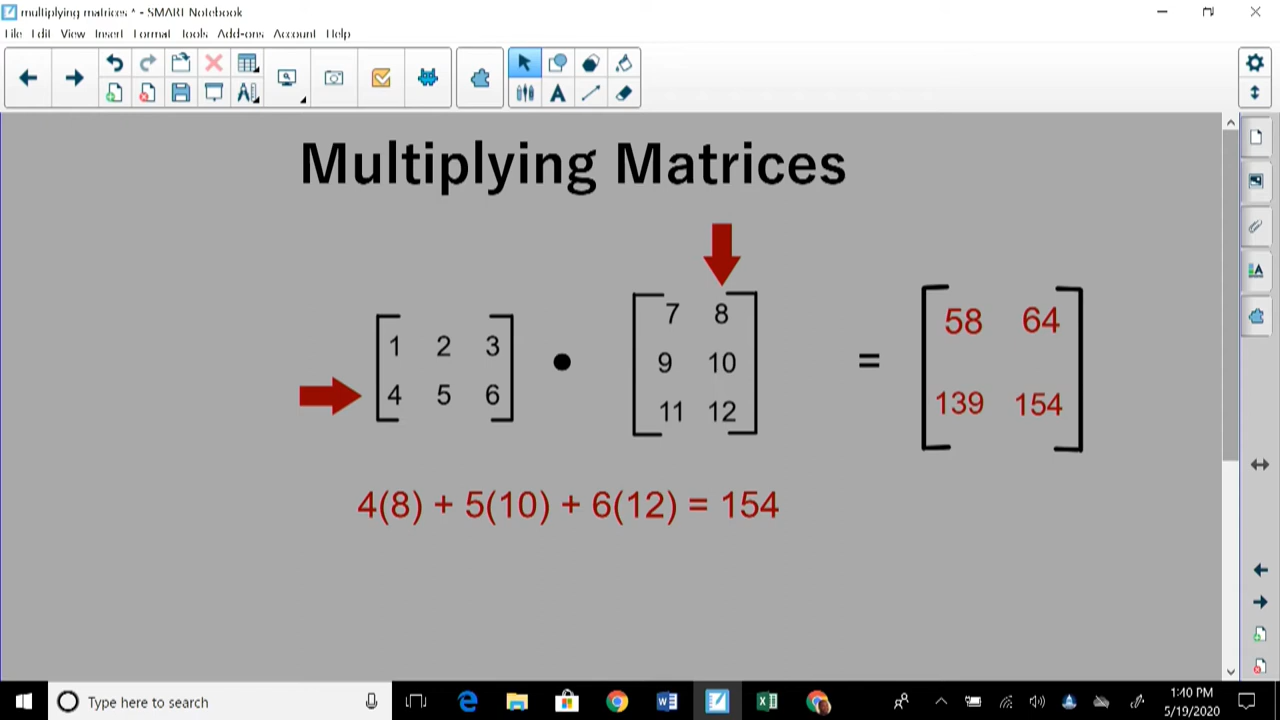 multiplying matrices * - SMART Notebook
File Edit View Insert Format Tools Add-ons Account Help
Multiplying Matrices
1 2 3
4 5 6
•
7 8
9 10
11 12
=
58 64
139 154
4(8) + 5(10) + 6(12) = 154
Type here to search
1:40 PM
5/19/2020